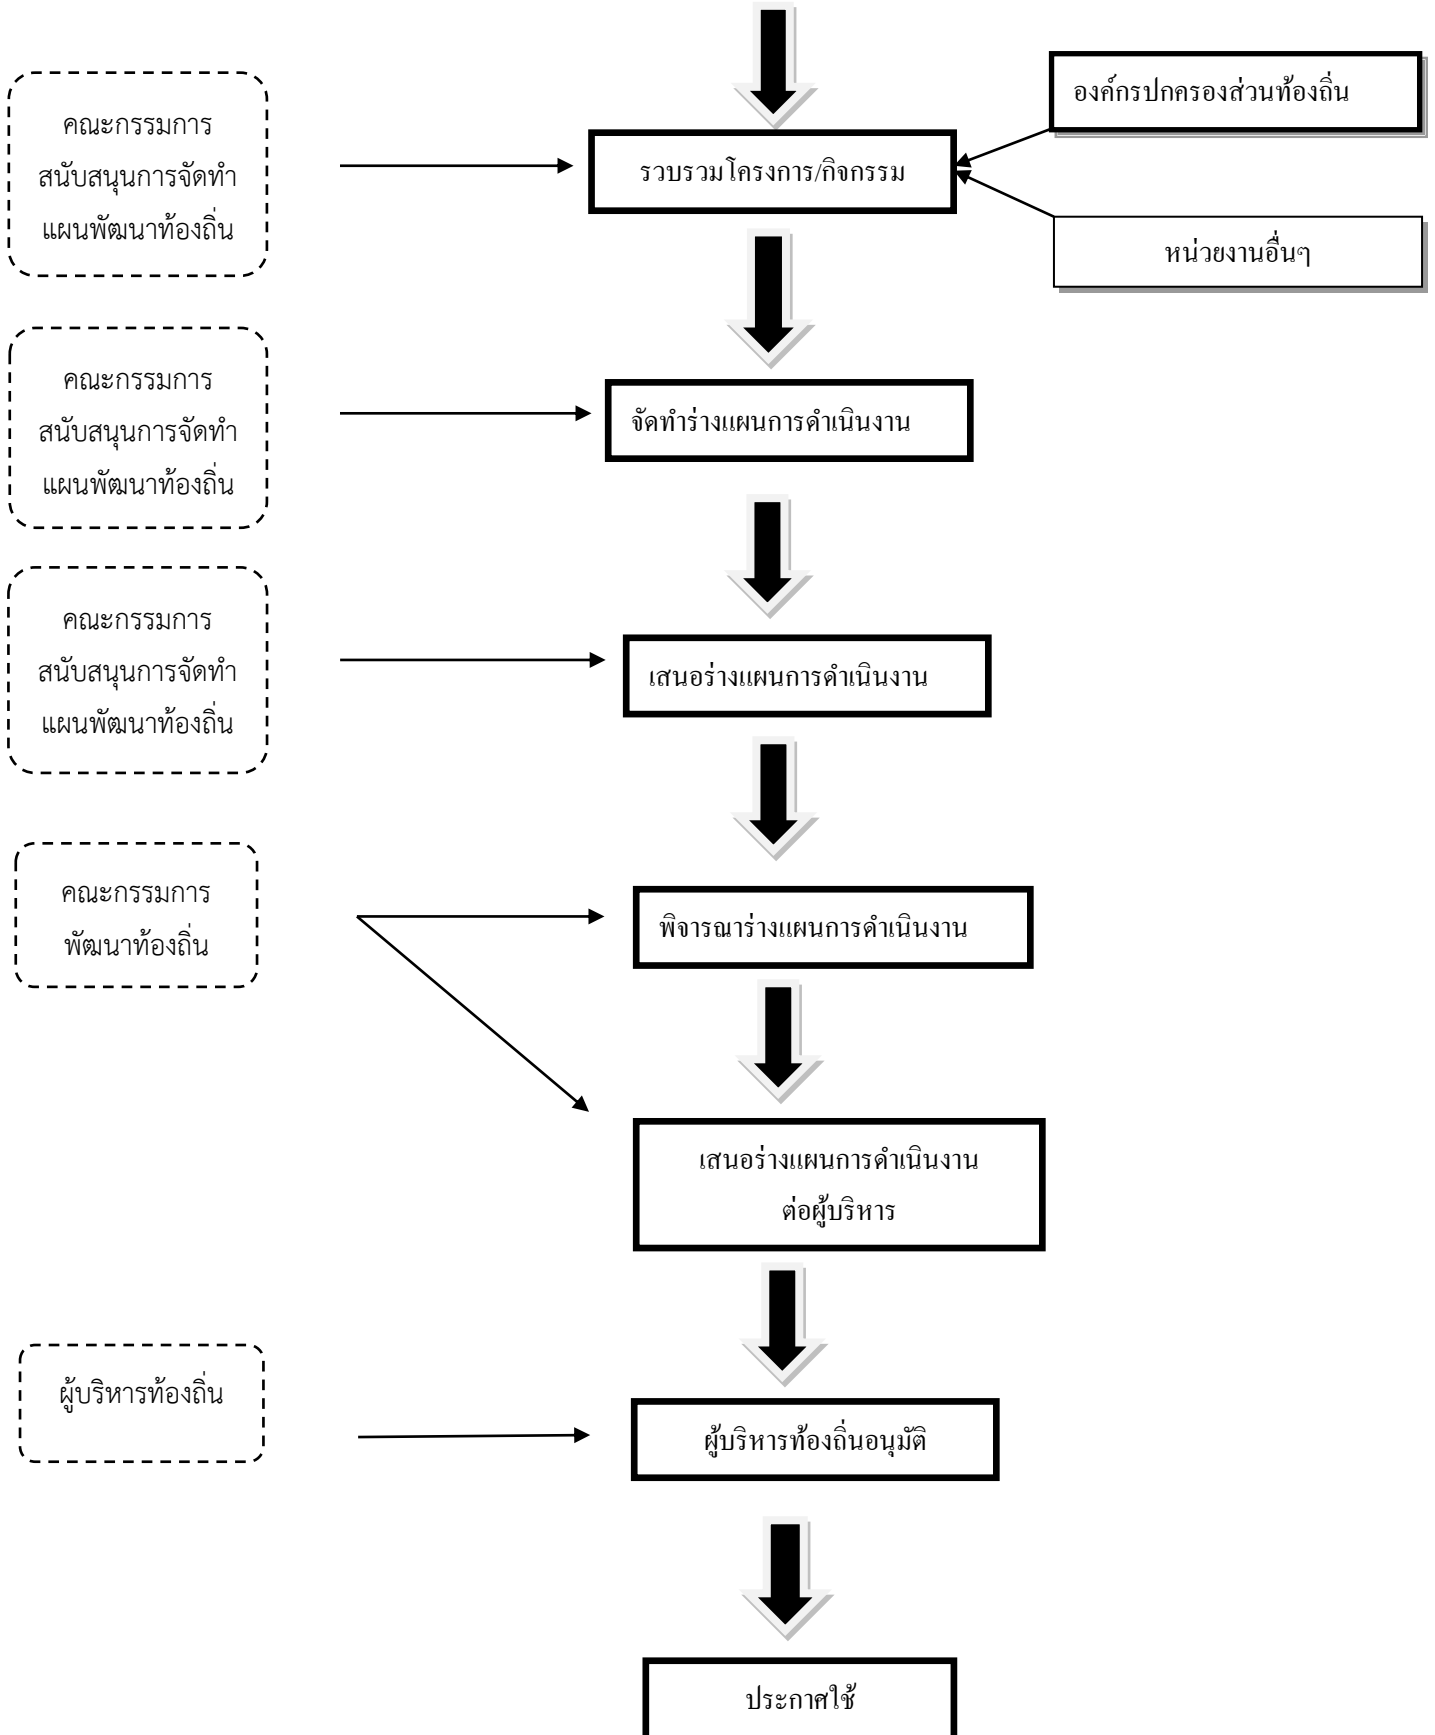 องค์กรปกครองส่วนท้องถิ่น
คณะกรรมการ
สนับสนุนการจัดทำ
แผนพัฒนาท้องถิ่น
รวบรวมโครงการ/กิจกรรม
หน่วยงานอื่นๆ
คณะกรรมการ
สนับสนุนการจัดทำ
แผนพัฒนาท้องถิ่น
จัดทำร่างแผนการดำเนินงาน
คณะกรรมการ
สนับสนุนการจัดทำ
แผนพัฒนาท้องถิ่น
เสนอร่างแผนการดำเนินงาน
คณะกรรมการ
พัฒนาท้องถิ่น
พิจารณาร่างแผนการดำเนินงาน
เสนอร่างแผนการดำเนินงาน
ต่อผู้บริหาร
ผู้บริหารท้องถิ่น
ผู้บริหารท้องถิ่นอนุมัติ
ประกาศใช้